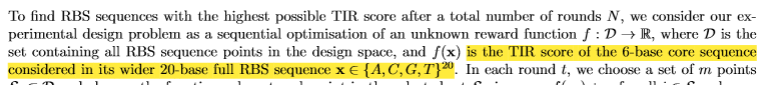 To find RBS sequences with the highest possible TIR score after a total number of rounds N, we consider our ex-
perimental design problem as a sequential optimisation of an unknown reward function f : D → ℝ, where D is the
set containing all RBS sequence points in the design space, and f(x) is the TIR score of the 6-base core sequence
considered in its wider 20-base full RBS sequence x ∈ {A, C, G, T}²⁰. In each round t, we choose a set of m points